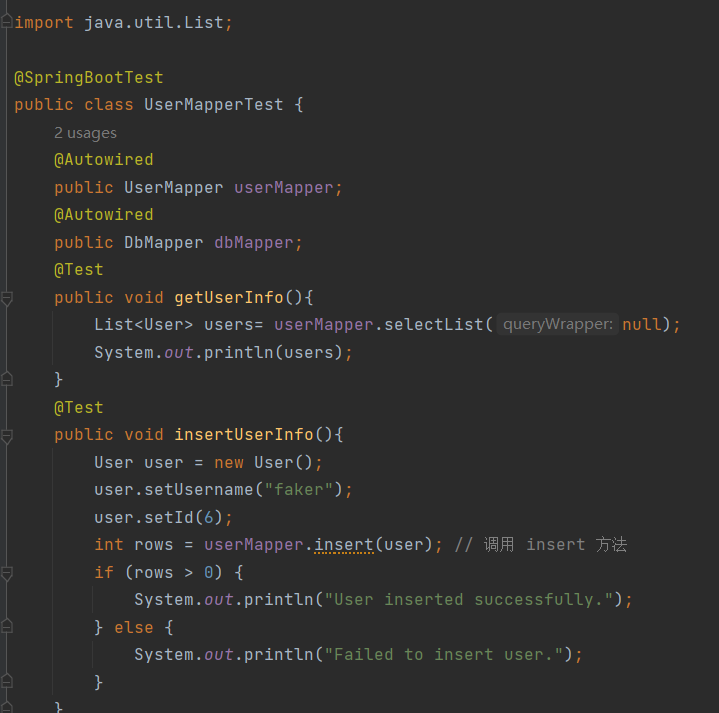 import java.util.List;
@SpringBootTest
public class UserMapperTest {
2 usages
@Autowired
public UserMapper userMapper;
@Autowired
public DbMapper dbMapper;
@Test
public void getUserInfo(){
List<User> users= userMapper.selectList( queryWrapper: null);
System.out.println(users);
}
@Test
public void insertUserInfo(){
User user = new User();
user.setUsername("faker");
user.setId(6);
int rows = userMapper.insert(user); // 调用 insert 方法
if (rows > 0) {
System.out.println("User inserted successfully.");
} else {
System.out.println("Failed to insert user.");
}
}